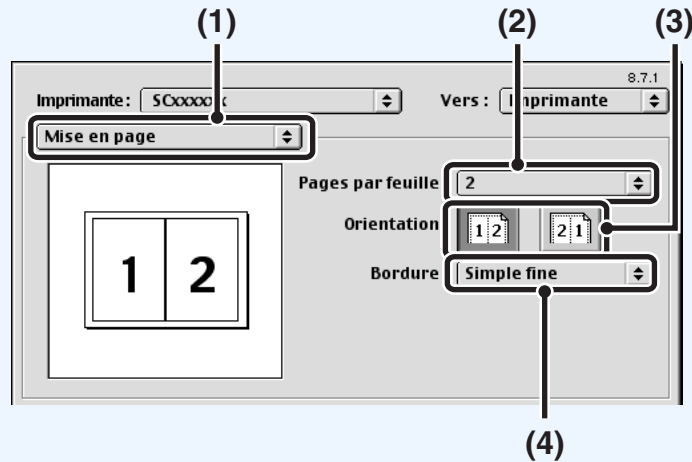 (1) (2) (3)
8.7.1
Imprimante : SCxxxxxx Vers : Imprimante
Mise en page
Pages par feuille 2
Orientation 1 2 2 1
1 2
Bordure Simple fine
(4)